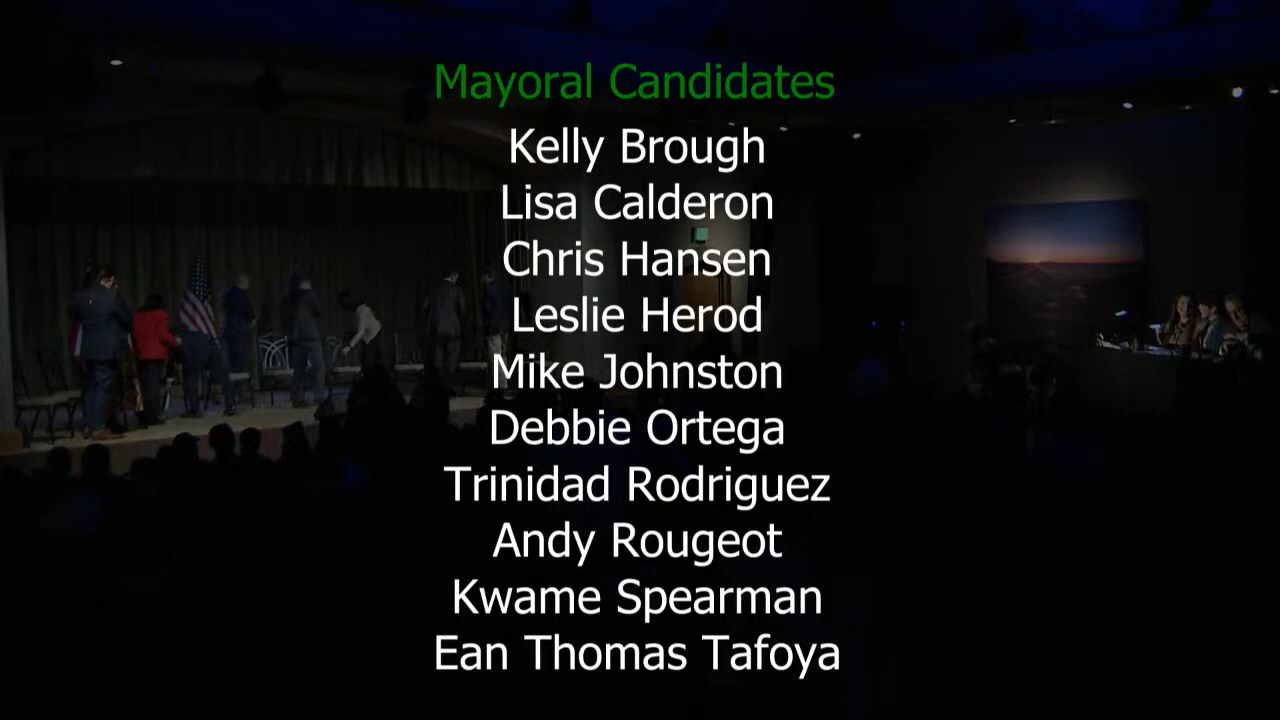 Mayoral Candidates
Kelly Brough
Lisa Calderon
Chris Hansen
Leslie Herod
Mike Johnston
Debbie Ortega
Trinidad Rodriguez
Andy Rougeot
Kwame Spearman
Ean Thomas Tafoya